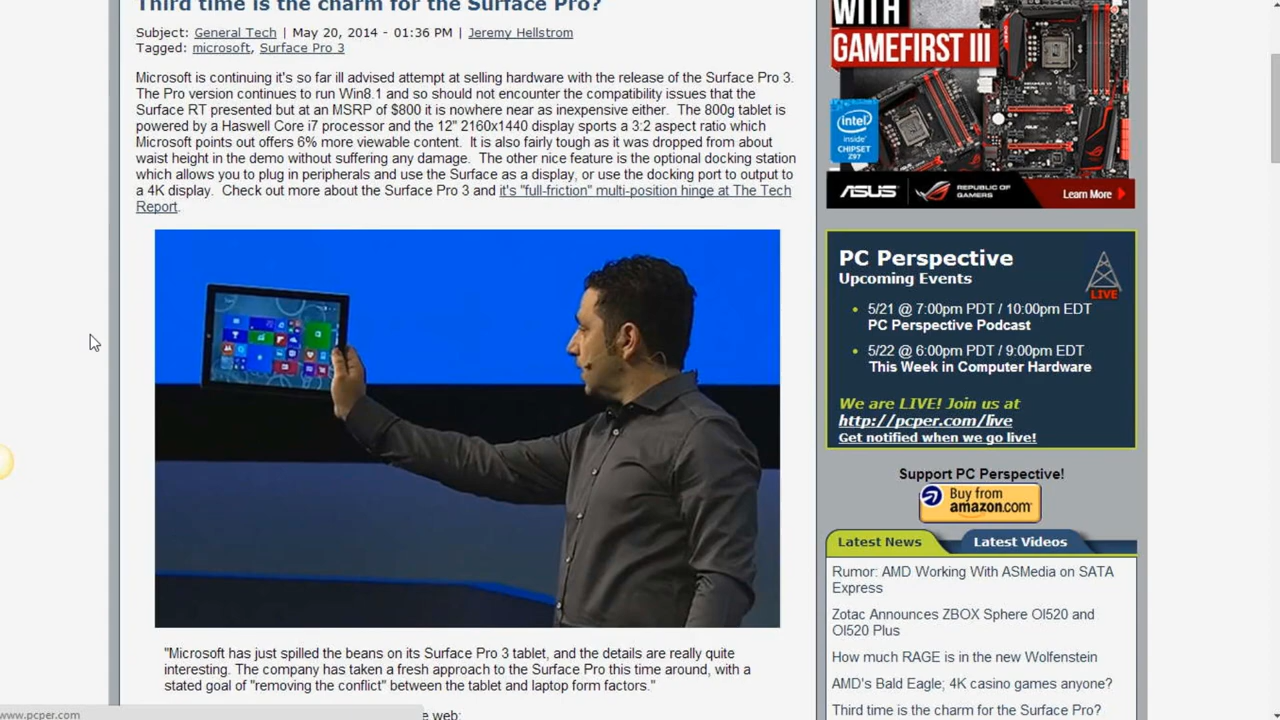 Third time is the charm for the Surface Pro?
Subject: General Tech | May 20, 2014 - 01:36 PM | Jeremy Hellstrom
Tagged: microsoft, Surface Pro 3
Microsoft is continuing it's so far ill advised attempt at selling hardware with the release of the Surface Pro 3.
The Pro version continues to run Win8.1 and so should not encounter the compatibility issues that the
Surface RT presented but at an MSRP of $800 it is nowhere near as inexpensive either. The 800g tablet is
powered by a Haswell Core i7 processor and the 12" 2160x1440 display sports a 3:2 aspect ratio which
Microsoft points out offers 6% more viewable content. It is also fairly tough as it was dropped from about
waist height in the demo without suffering any damage. The other nice feature is the optional docking station
which allows you to plug in peripherals and use the Surface as a display, or use the docking port to output to
a 4K display. Check out more about the Surface Pro 3 and it's "full-friction" multi-position hinge at The Tech
Report.
"Microsoft has just spilled the beans on its Surface Pro 3 tablet, and the details are really quite
interesting. The company has taken a fresh approach to the Surface Pro this time around, with a
stated goal of "removing the conflict" between the tablet and laptop form factors."
e web:
www.pcper.com
WITH
GAMEFIRST III
intel
inside
CHIPSET
Z97
ASUS
REPUBLIC OF
GAMERS
Learn More
PC Perspective
Upcoming Events
LIVE
5/21 @ 7:00pm PDT / 10:00pm EDT
PC Perspective Podcast
5/22 @ 6:00pm PDT / 9:00pm EDT
This Week in Computer Hardware
We are LIVE! Join us at
http://pcper.com/live
Get notified when we go live!
Support PC Perspective!
Buy from
amazon.com
Latest News
Latest Videos
Rumor: AMD Working With ASMedia on SATA
Express
Zotac Announces ZBOX Sphere OI520 and
OI520 Plus
How much RAGE is in the new Wolfenstein
AMD's Bald Eagle; 4K casino games anyone?
Third time is the charm for the Surface Pro?